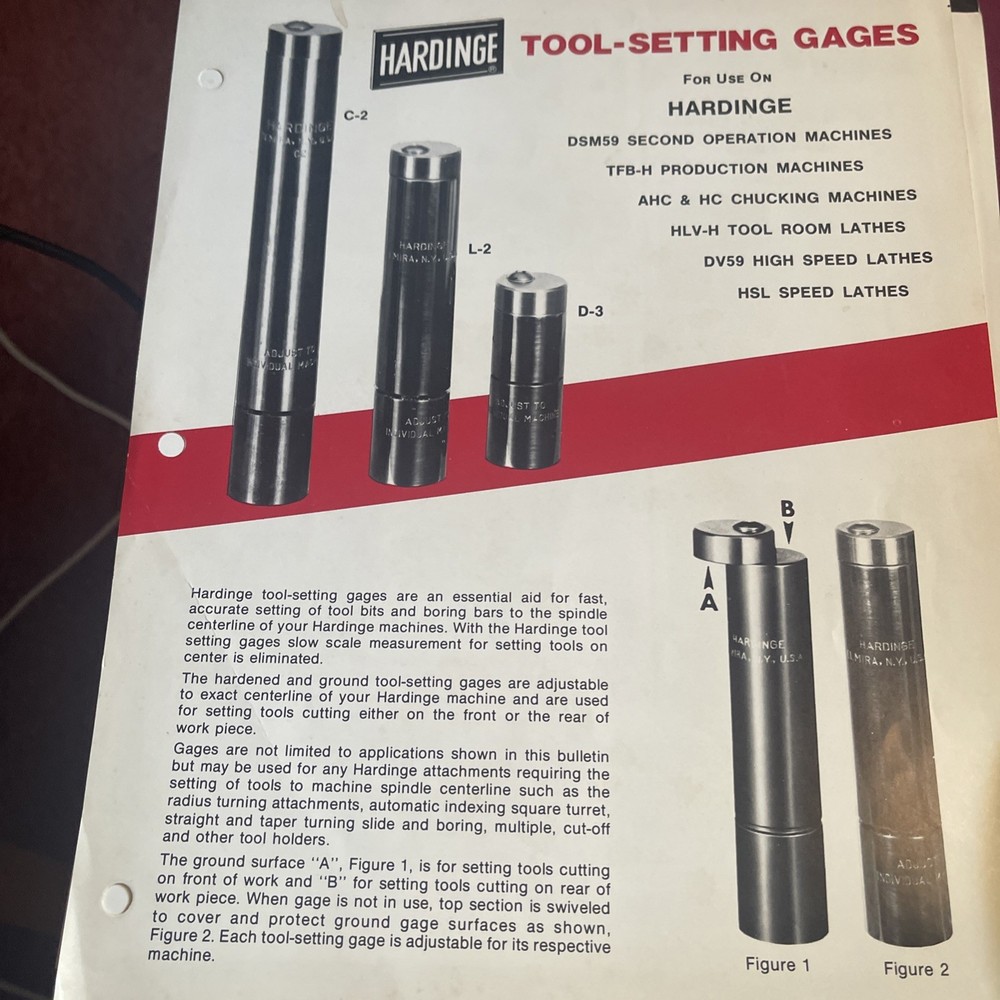 HARDINGE
TOOL-SETTING GAGES
FOR USE ON
HARDINGE
DSM59 SECOND OPERATION MACHINES
TFB-H PRODUCTION MACHINES
AHC & HC CHUCKING MACHINES
HLV-H TOOL ROOM LATHES
DV59 HIGH SPEED LATHES
HSL SPEED LATHES
C-2
HARDINGE
ADJUST TO
L-2
HARDINGE
MIRA, N.Y.
ADJUST
D-3
Hardinge tool-setting gages are an essential aid for fast,
accurate setting of tool bits and boring bars to the spindle
centerline of your Hardinge machines. With the Hardinge tool
setting gages slow scale measurement for setting tools on
center is eliminated.
The hardened and ground tool-setting gages are adjustable
to exact centerline of your Hardinge machine and are used
for setting tools cutting either on the front or the rear of
work piece.
Gages are not limited to applications shown in this bulletin
but may be used for any Hardinge attachments requiring the
setting of tools to machine spindle centerline such as the
radius turning attachments, automatic indexing square turret,
straight and taper turning slide and boring, multiple, cut-off
and other tool holders.
The ground surface "A", Figure 1, is for setting tools cutting
on front of work and "B" for setting tools cutting on rear of
work piece. When gage is not in use, top section is swiveled
to cover and protect ground gage surfaces as shown,
Figure 2. Each tool-setting gage is adjustable for its respective
machine.
B
A
HARDINGE
U.S.A
Figure 1
HARDINGE
N.Y.
ADJUST
Figure 2